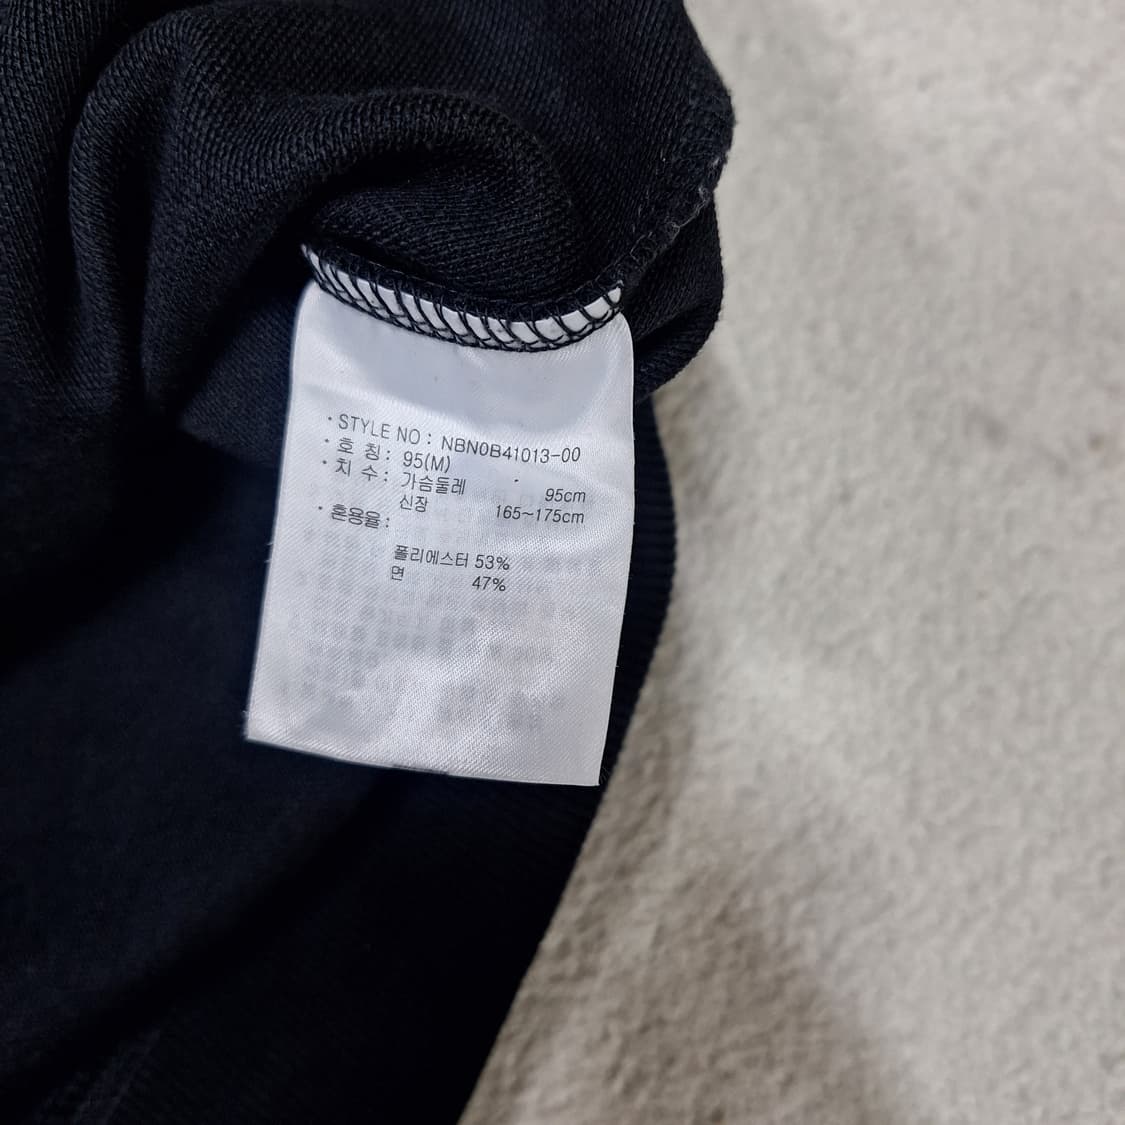 · STYLE NO : NBN0B41013-00
· 호 칭 : 95(M)
· 치 수 : 가슴둘레 95cm
신장 165~175cm
· 혼용율 :
폴리에스터 53%
면 47%